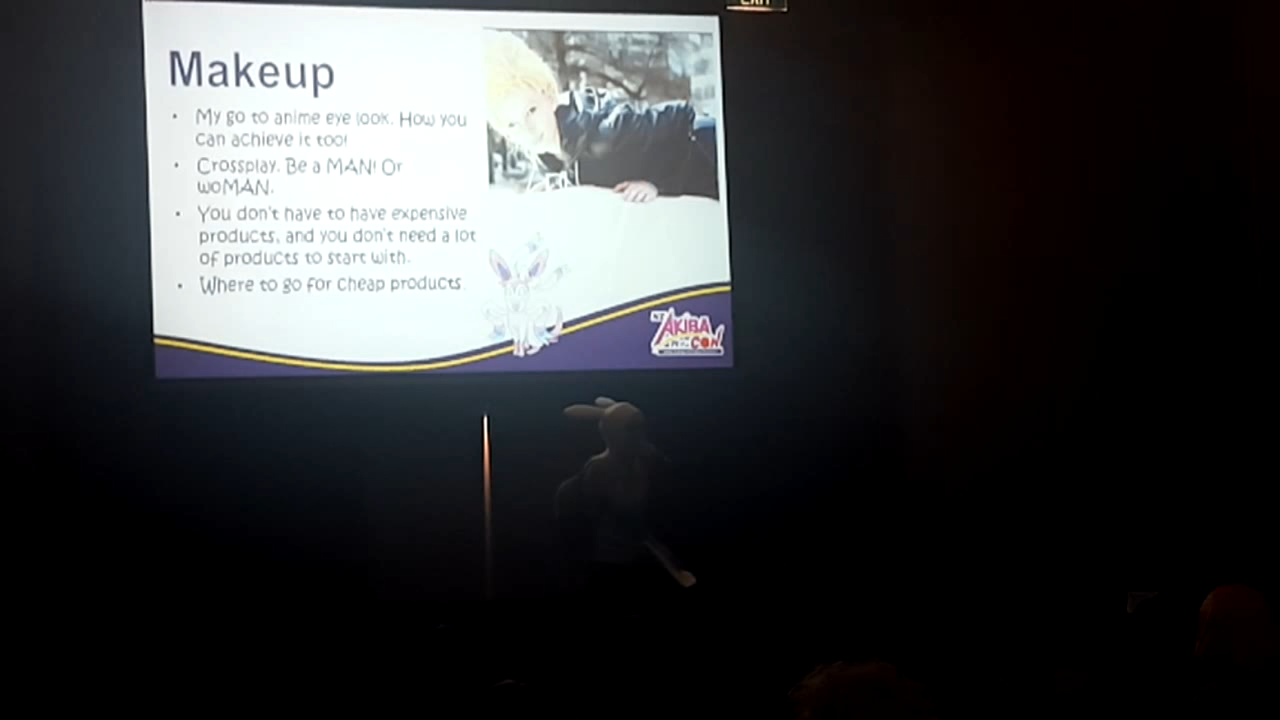 EXIT
Makeup
• My go to anime eye look. How you
can achieve it too!
• Crossplay. Be a MAN! Or
woMAN.
• You don't have to have expensive
products, and you don't need a lot
of products to start with.
• Where to go for cheap products
AKIBA
CON